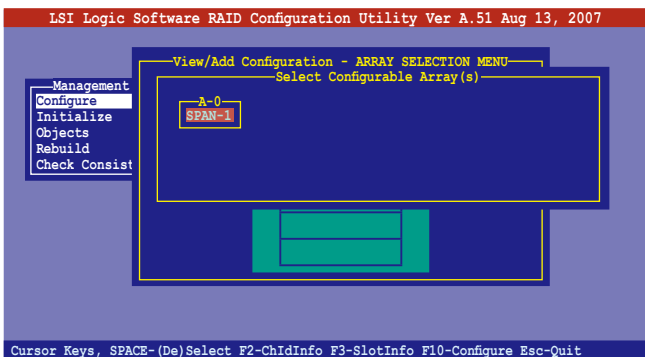 LSI Logic Software RAID Configuration Utility Ver A.51 Aug 13, 2007
View/Add Configuration - ARRAY SELECTION MENU
Select Configurable Array(s)
A-0
SPAN-1
Management
Configure
Initialize
Objects
Rebuild
Check Consist
Cursor Keys, SPACE-(De)Select F2-ChIdInfo F3-SlotInfo F10-Configure Esc-Quit